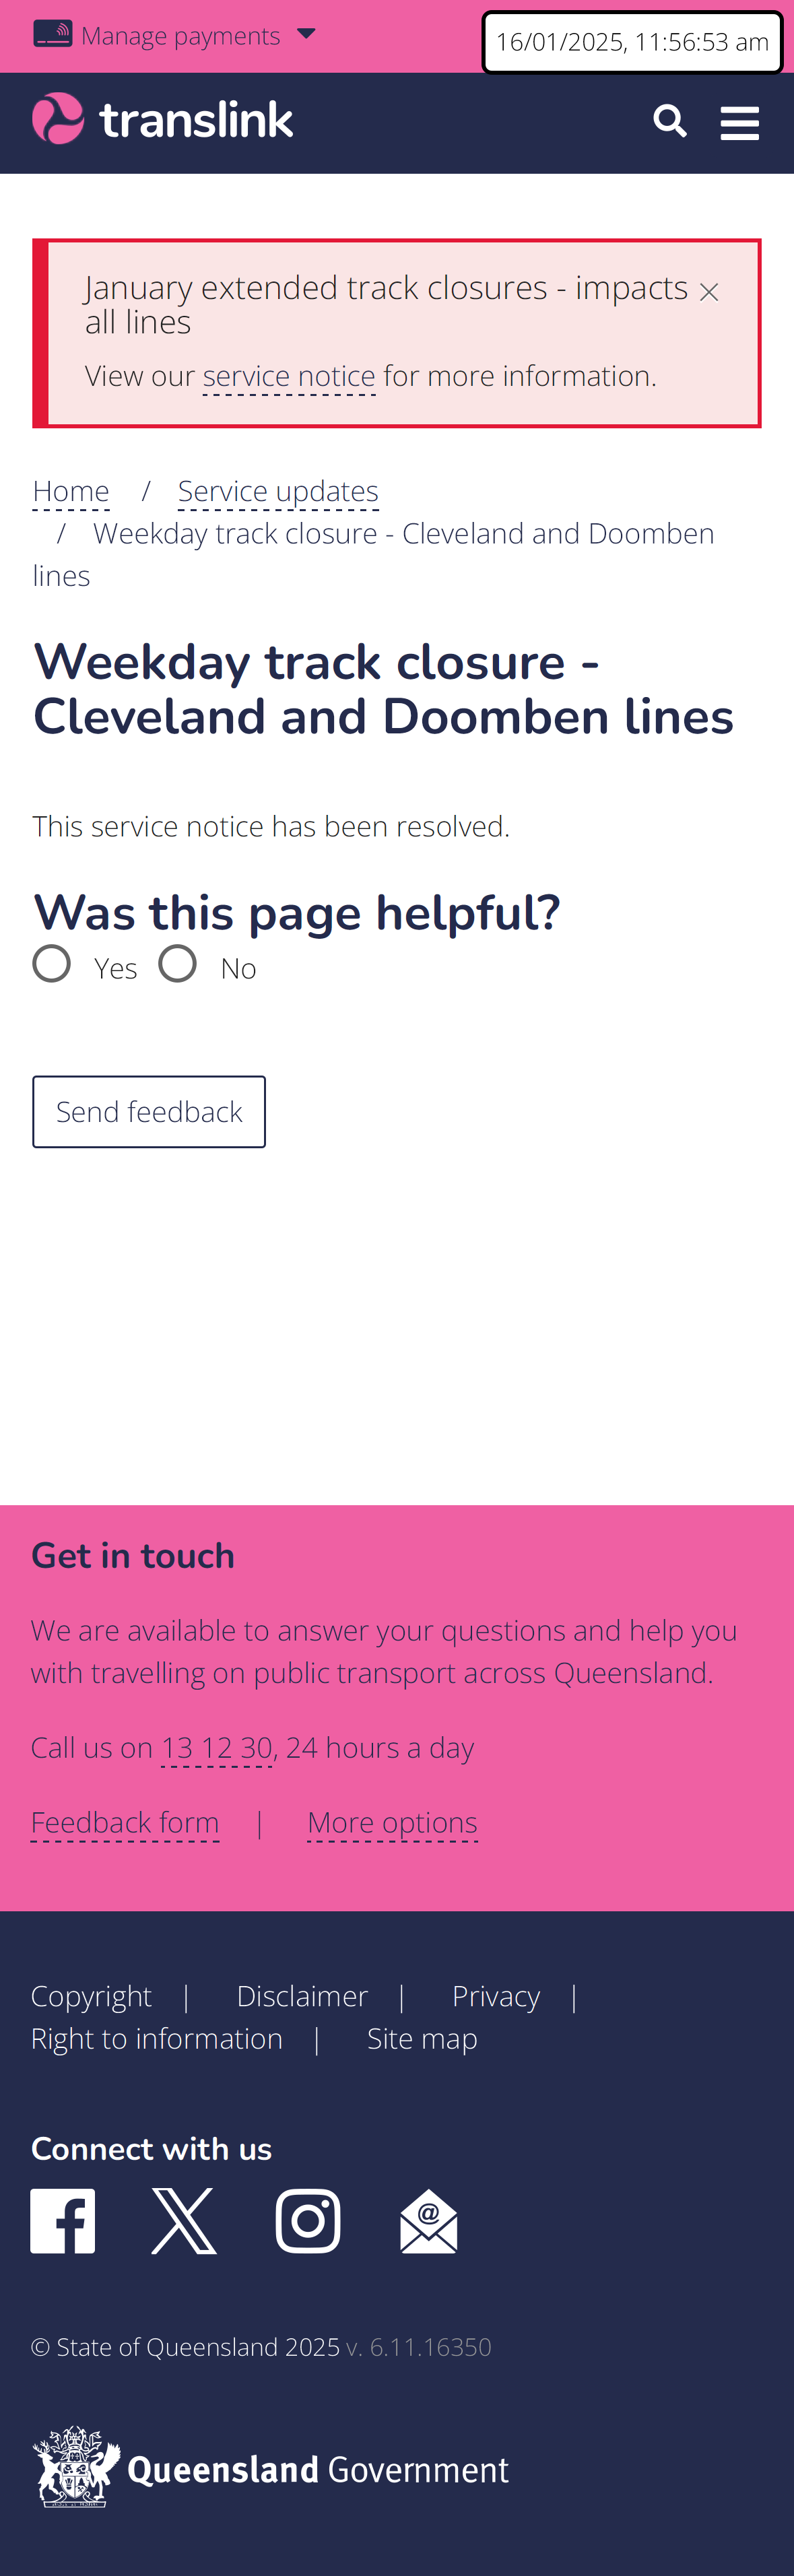 Manage payments
16/01/2025, 11:56:53 am
translink
January extended track closures - impacts
all lines
View our service notice for more information.
Home / Service updates
/ Weekday track closure - Cleveland and Doomben
lines
Weekday track closure -
Cleveland and Doomben lines
This service notice has been resolved.
Was this page helpful?
Yes No
Send feedback
Get in touch
We are available to answer your questions and help you
with travelling on public transport across Queensland.
Call us on 13 12 30, 24 hours a day
Feedback form | More options
Copyright | Disclaimer | Privacy |
Right to information | Site map
Connect with us
© State of Queensland 2025 v. 6.11.16350
Queensland Government